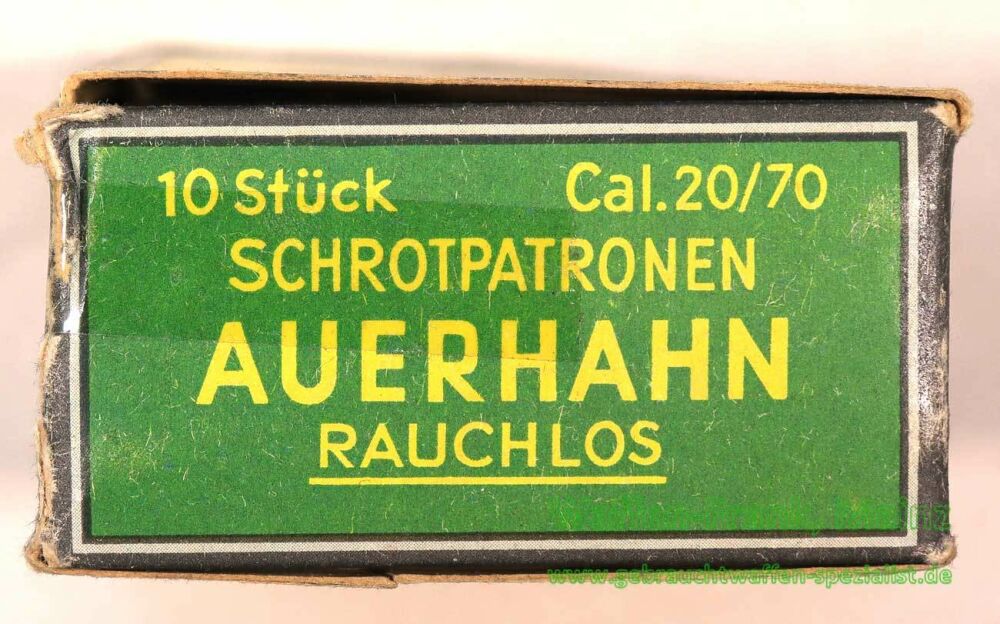 10 Stück Cal. 20/70
SCHROTPATRONEN
AUERHAHN
RAUCHLOS
www.gebrauchtwaffen-spezialist.de